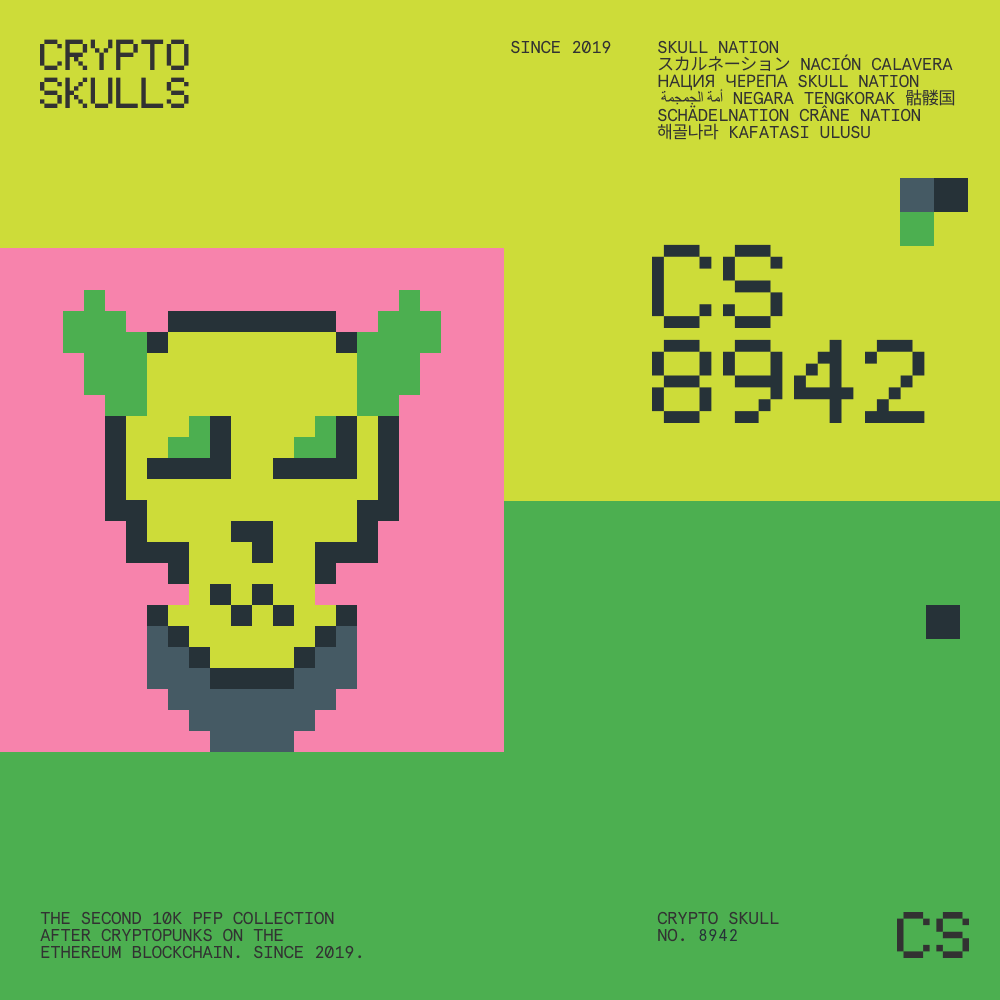 CRYPTO
SKULLS
SINCE 2019
SKULL NATION
スカルネーション NACIÓN CALAVERA
НАЦИЯ ЧЕРЕПА SKULL NATION
أمة الجمجمة NEGARA TENGKORAK 骷髅国
SCHÄDELNATION CRÂNE NATION
해골나라 KAFATASI ULUSU
CS
8942
THE SECOND 10K PFP COLLECTION
AFTER CRYPTOPUNKS ON THE
ETHEREUM BLOCKCHAIN. SINCE 2019.
CRYPTO SKULL
NO. 8942
CS